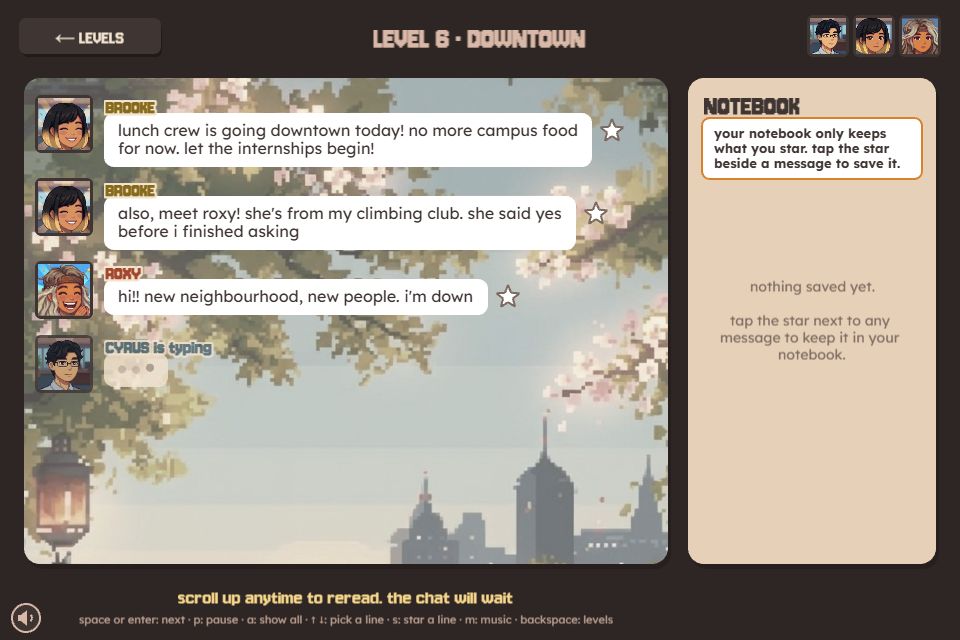 ← LEVELS
LEVEL 6 · DOWNTOWN
BROOKE
lunch crew is going downtown today! no more campus food
for now. let the internships begin!
BROOKE
also, meet roxy! she's from my climbing club. she said yes
before i finished asking
ROXY
hi!! new neighbourhood, new people. i'm down
CYRUS is typing
NOTEBOOK
your notebook only keeps
what you star. tap the star
beside a message to save it.
nothing saved yet.
tap the star next to any
message to keep it in your
notebook.
scroll up anytime to reread. the chat will wait
space or enter: next · p: pause · a: show all · ↑ ↓: pick a line · s: star a line · m: music · backspace: levels